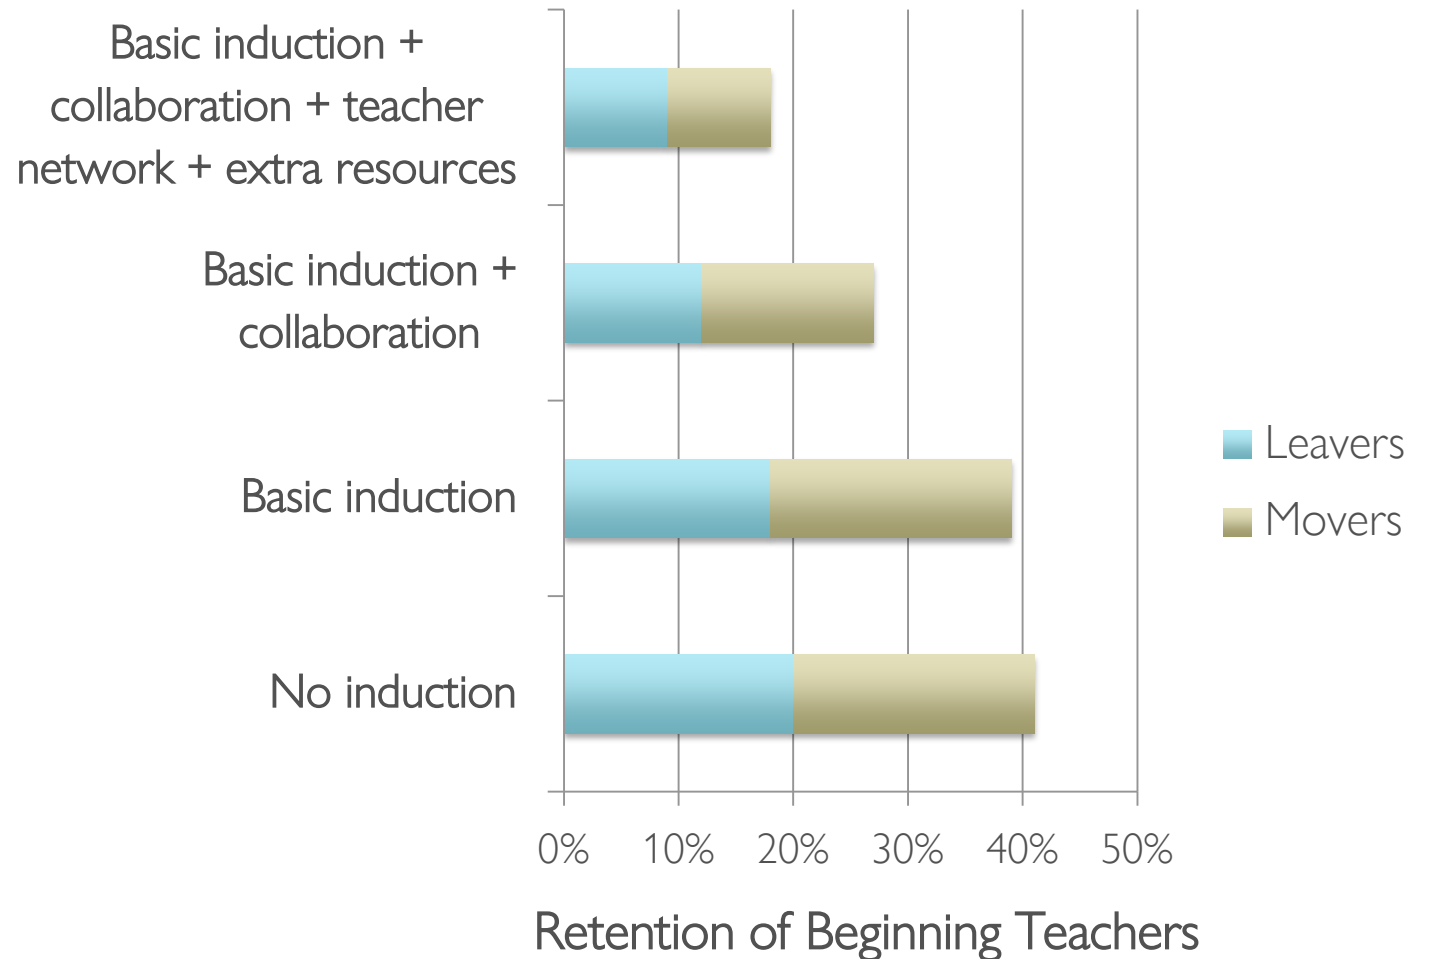 Basic induction +
collaboration + teacher
network + extra resources
Basic induction +
collaboration
Basic induction
No induction
Leavers
Movers
0% 10% 20% 30% 40% 50%
Retention of Beginning Teachers